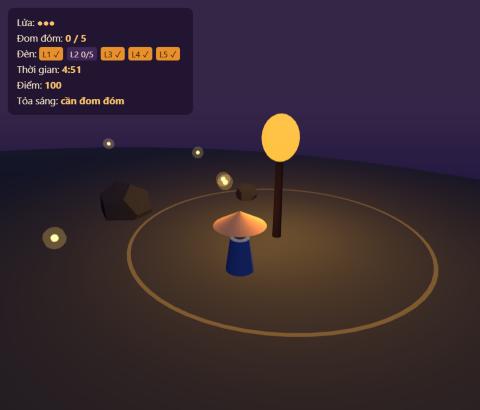 Lửa: ●●●
Đom đóm: 0 / 5
Đèn: L1 ✓ L2 0/5 L3 ✓ L4 ✓ L5 ✓
Thời gian: 4:51
Điểm: 100
Tỏa sáng: cần đom đóm